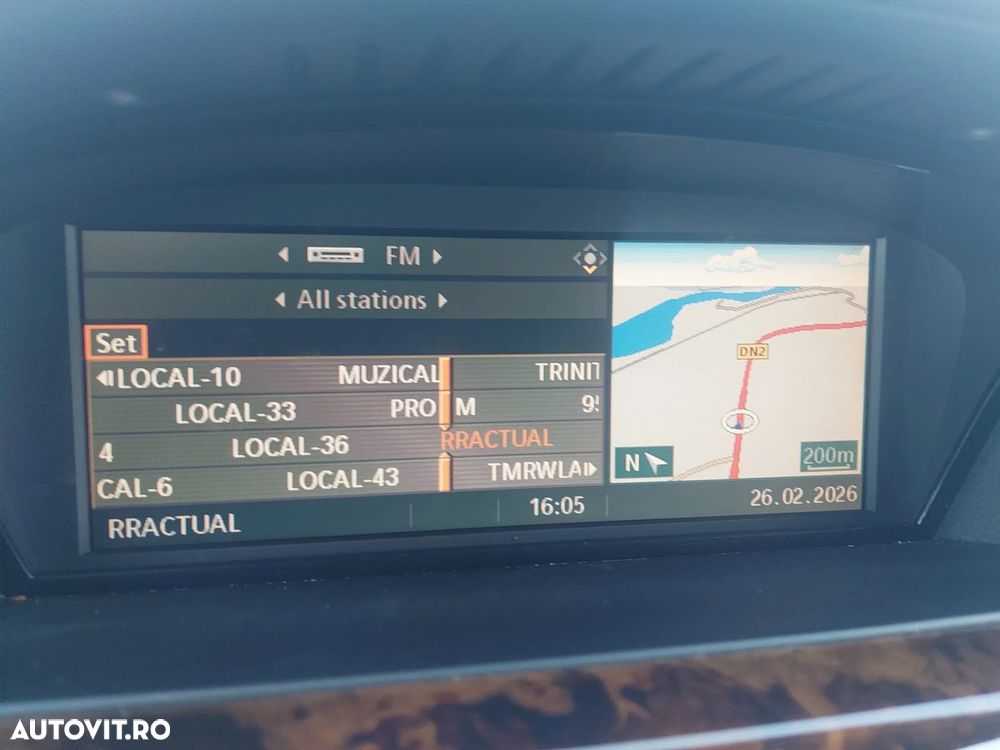 FM
All stations
Set
LOCAL-10 MUZICAL TRINIT
LOCAL-33 PRO M
4 LOCAL-36 RRACTUAL
CAL-6 LOCAL-43 TMRWLA
RRACTUAL 16:05
DN2
N 200m
26.02.2026
AUTOVIT.RO